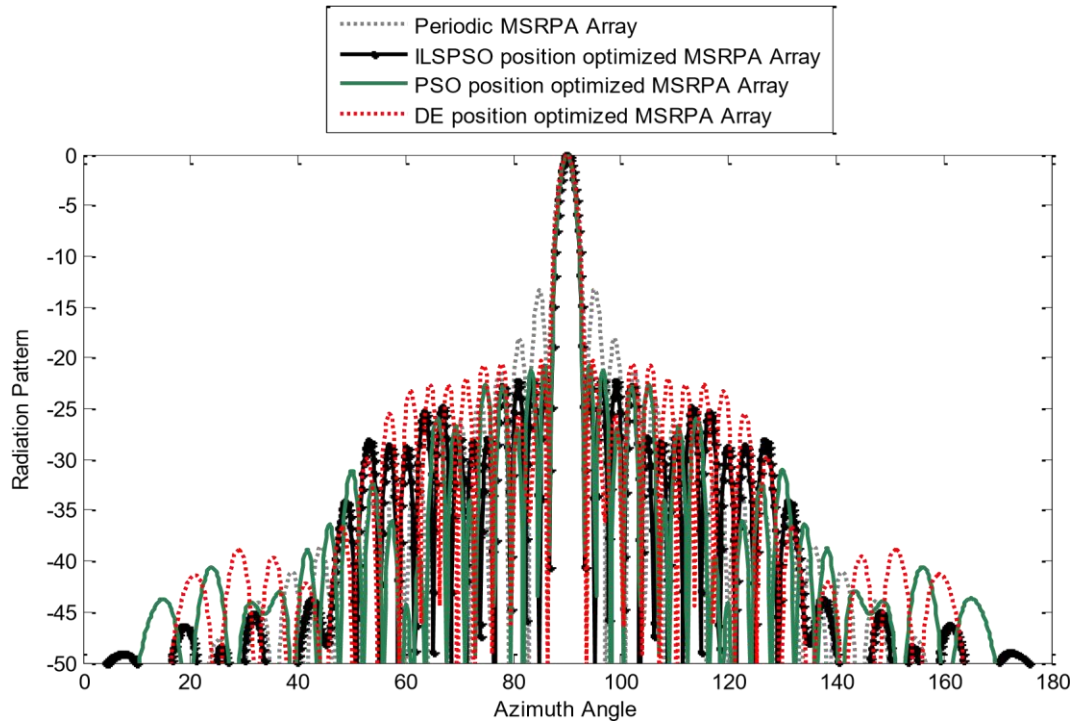 Periodic MSRPA Array
ILSPSO position optimized MSRPA Array
PSO position optimized MSRPA Array
DE position optimized MSRPA Array
0
-5
-10
-15
-20
-25
-30
-35
-40
-45
-50
Radiation Pattern
0 20 40 60 80 100 120 140 160 180
Azimuth Angle